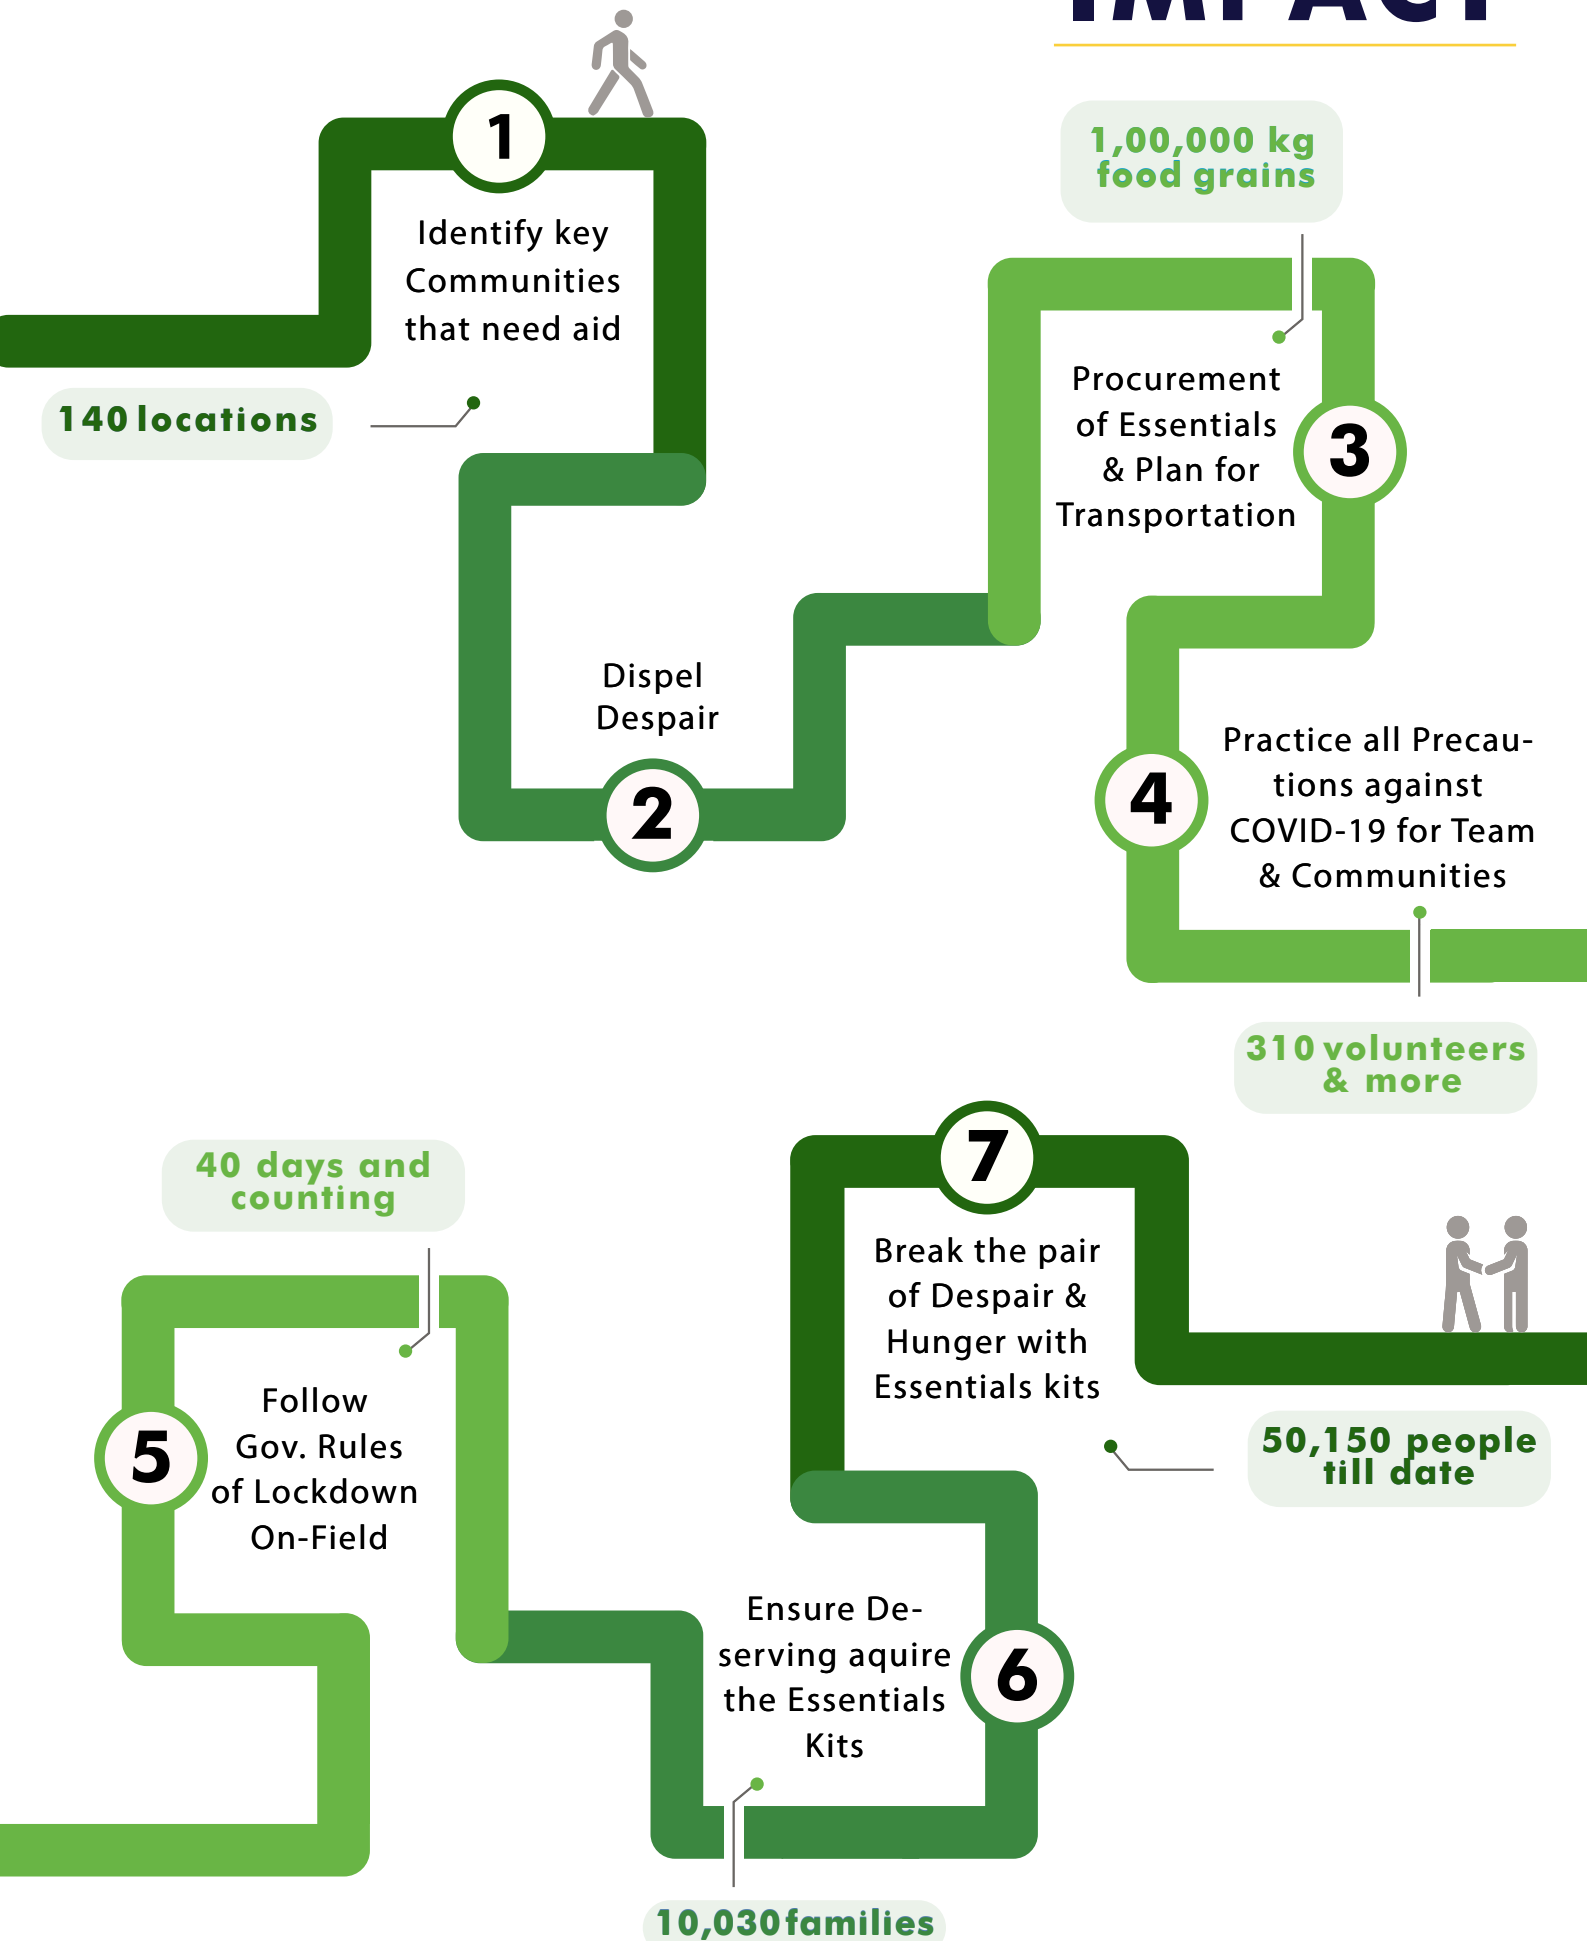 IMPACT
1
Identify key
Communities
that need aid
140 locations
Dispel
Despair
2
1,00,000 kg
food grains
Procurement
of Essentials
& Plan for
Transportation
3
4
Practice all Precau-
tions against
COVID-19 for Team
& Communities
310 volunteers
& more
40 days and
counting
5
Follow
Gov. Rules
of Lockdown
On-Field
Ensure De-
serving aquire
the Essentials
Kits
6
10,030 families
7
Break the pair
of Despair &
Hunger with
Essentials kits
50,150 people
till date